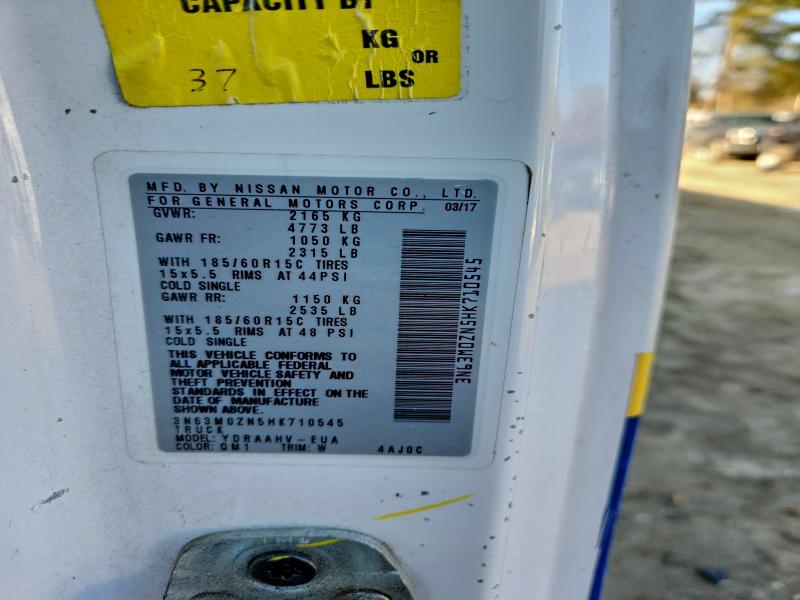 CAPACITY BY
KG
OR
37 LBS
MFD. BY NISSAN MOTOR CO., LTD.
FOR GENERAL MOTORS CORP. 03/17
GVWR: 2165 KG
4773 LB
GAWR FR: 1050 KG
2315 LB
WITH 185/60R15C TIRES
15x5.5 RIMS AT 44PSI
COLD SINGLE
GAWR RR: 1150 KG
2535 LB
WITH 185/60R15C TIRES
15x5.5 RIMS AT 48 PSI
COLD SINGLE
THIS VEHICLE CONFORMS TO
ALL APPLICABLE FEDERAL
MOTOR VEHICLE SAFETY AND
THEFT PREVENTION
STANDARDS IN EFFECT ON THE
DATE OF MANUFACTURE
SHOWN ABOVE.
3N63M0ZN5HK710545
TRUCK
MODEL: YDRAAHV-EUA
COLOR: QM1 TRIM: W 4AJ0C
3N63M0ZN5HK710545